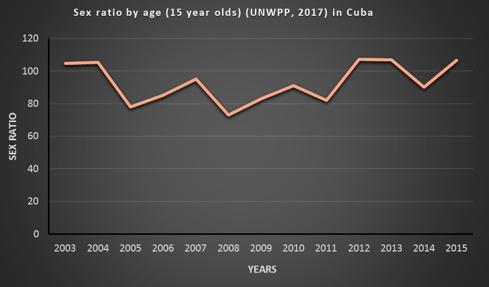 Sex ratio by age (15 year olds) (UNWPP, 2017) in Cuba
120
100
80
60
40
20
0
SEX RATIO
2003 2004 2005 2006 2007 2008 2009 2010 2011 2012 2013 2014 2015
YEARS